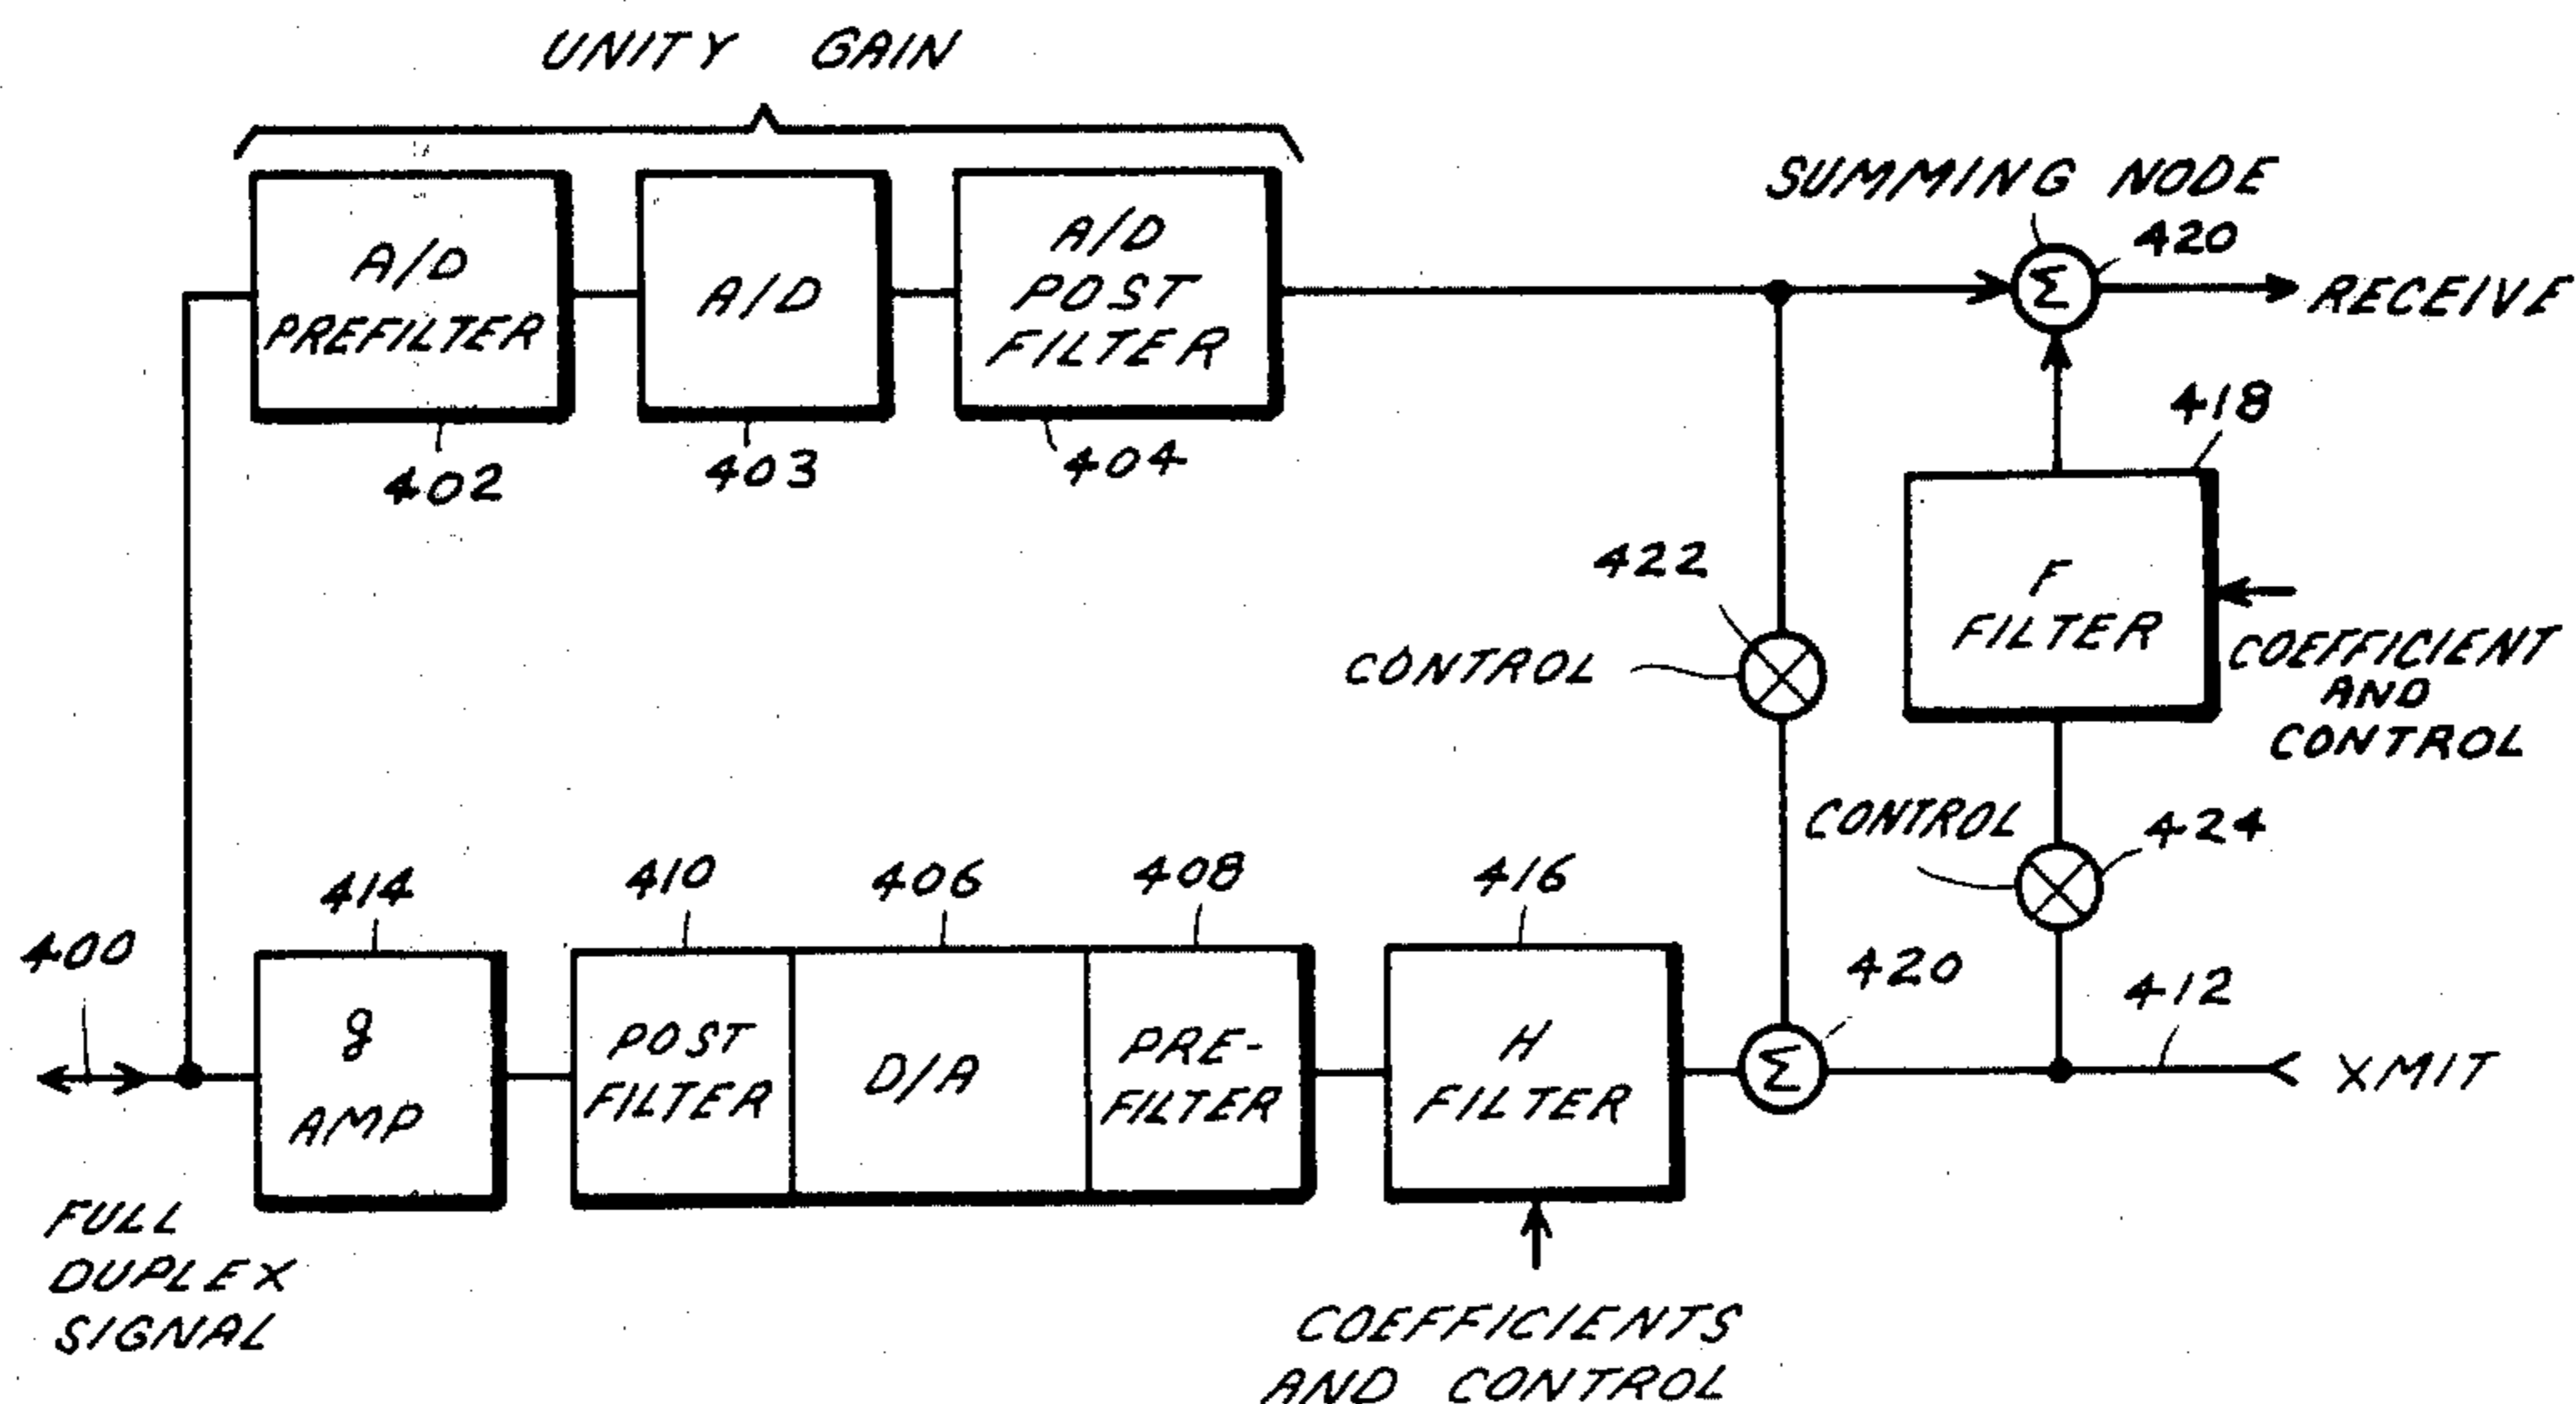 UNITY GAIN
A/D
PREFILTER
402
A/D
403
A/D
POST
FILTER
404
SUMMING NODE
420
Σ
RECEIVE
418
F
FILTER
COEFFICIENT
AND
CONTROL
422
CONTROL
CONTROL
424
400
FULL
DUPLEX
SIGNAL
414
g
AMP
410
POST
FILTER
406
D/A
408
PRE-
FILTER
416
H
FILTER
COEFFICIENTS
AND CONTROL
420
Σ
412
XMIT